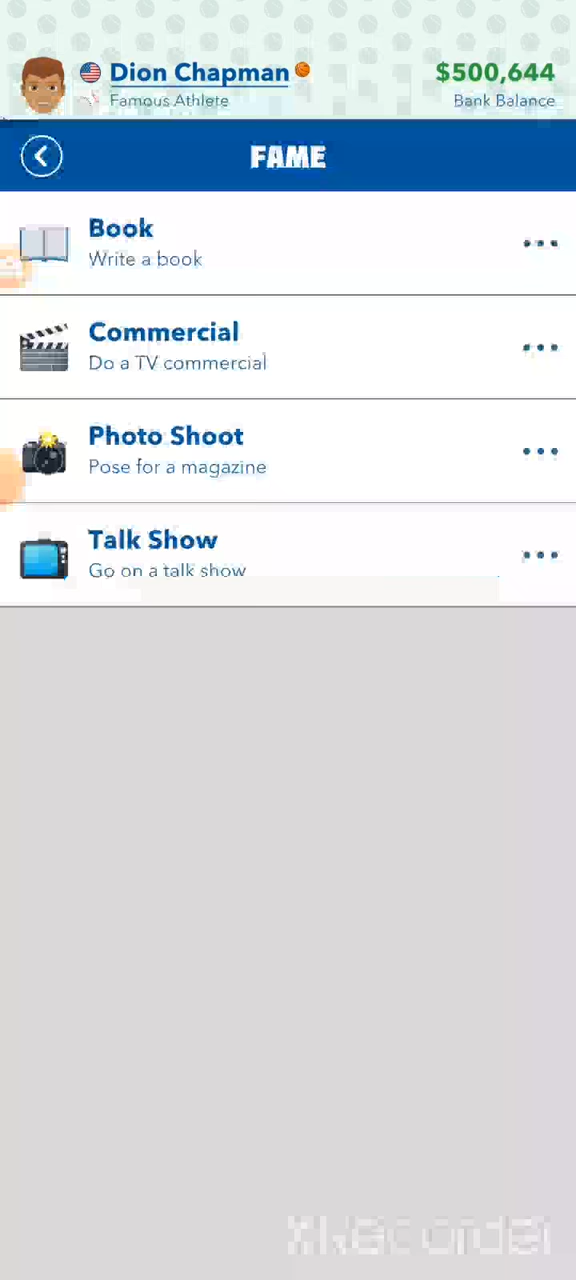 Dion Chapman
$500,644
Famous Athlete
Bank Balance
FAME
Book
Write a book
Commercial
Do a TV commercial
Photo Shoot
Pose for a magazine
Talk Show
Go on a talk show
XRecorder